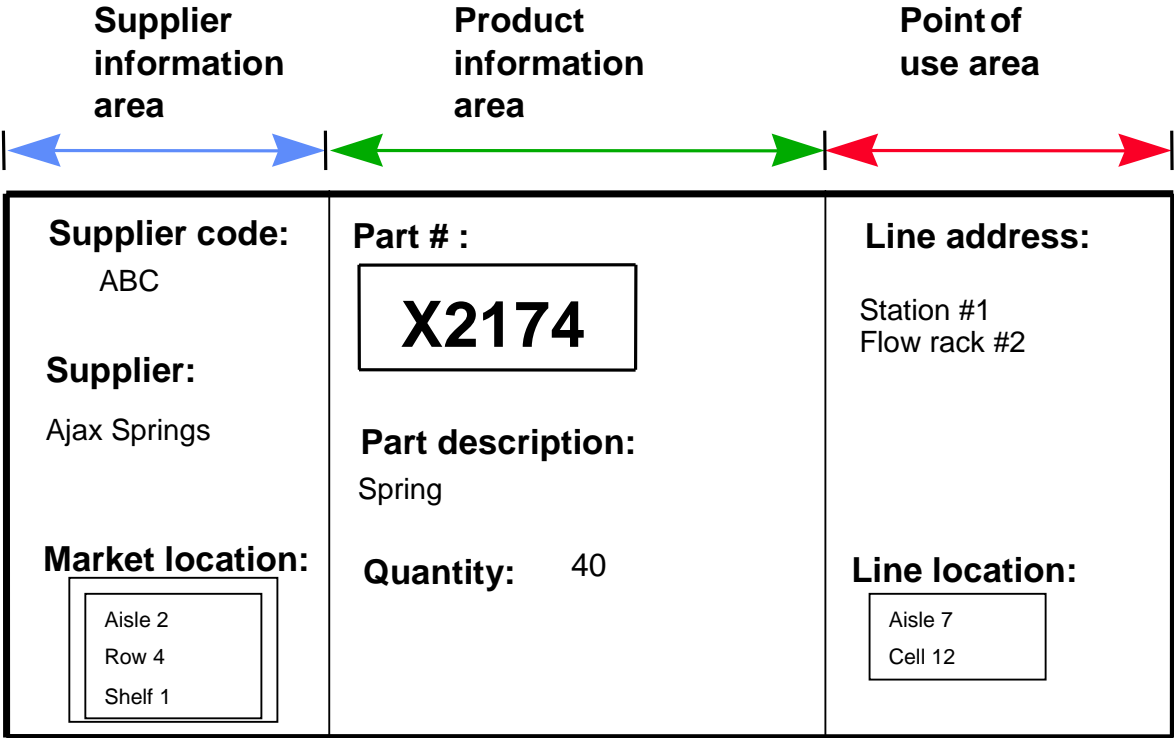 Supplier
information
area
Product
information
area
Point of
use area
Supplier code:
ABC
Supplier:
Ajax Springs
Market location:
Aisle 2
Row 4
Shelf 1
Part # :
X2174
Part description:
Spring
Quantity: 40
Line address:
Station #1
Flow rack #2
Line location:
Aisle 7
Cell 12